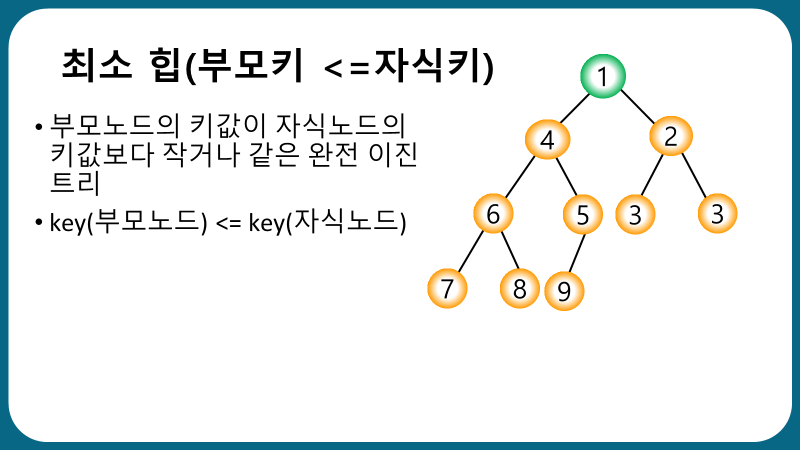 최소 힙(부모키 <=자식키)
• 부모노드의 키값이 자식노드의
키값보다 작거나 같은 완전 이진
트리
• key(부모노드) <= key(자식노드)
1
4 2
6 5 3 3
7 8 9